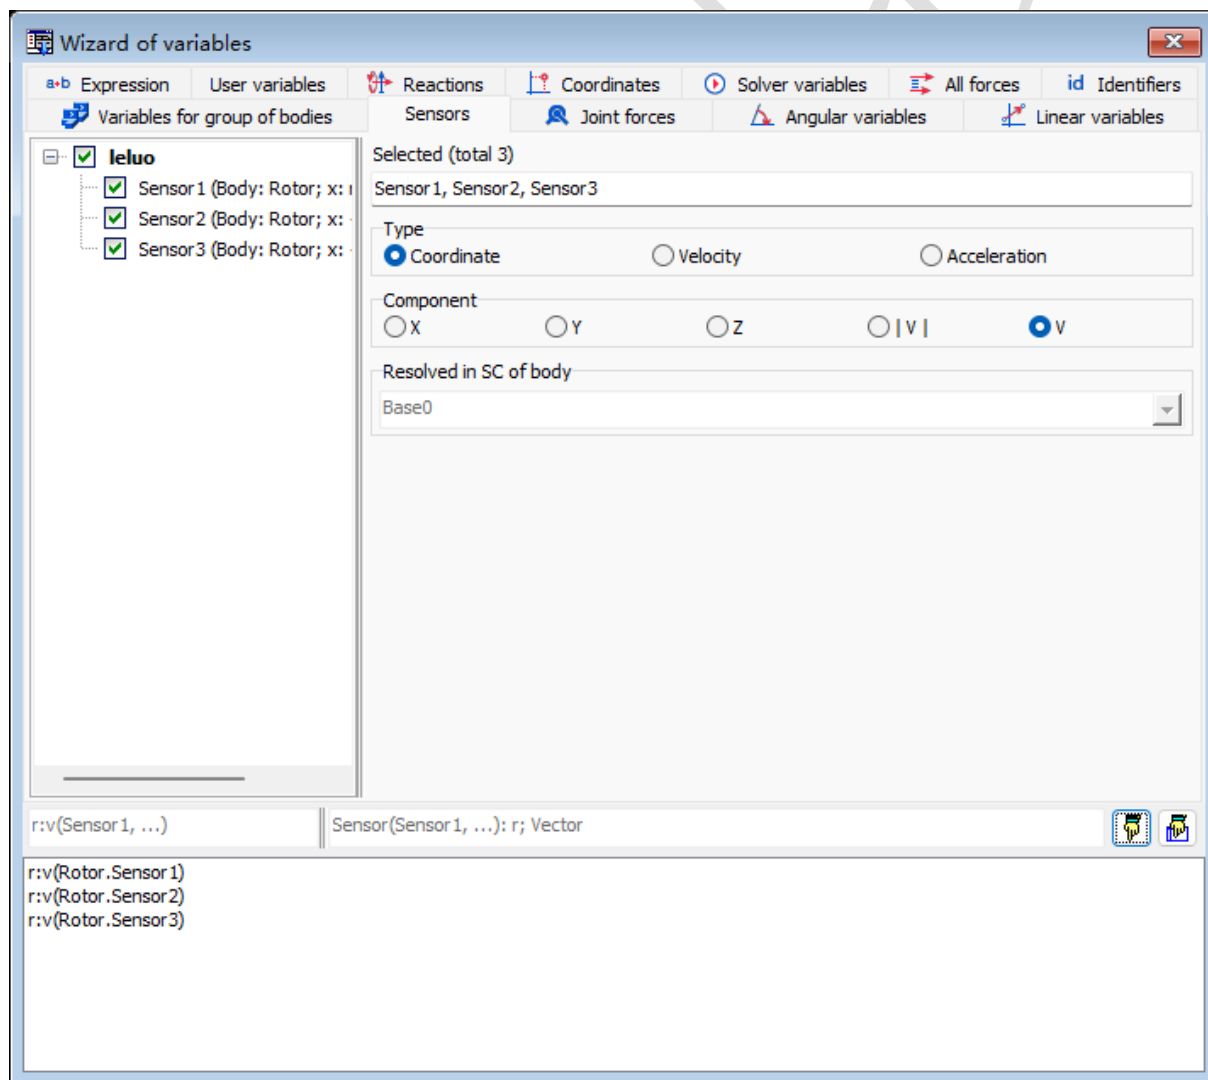 Wizard of variables
a+b Expression User variables Reactions Coordinates Solver variables All forces id Identifiers
Variables for group of bodies Sensors Joint forces Angular variables Linear variables
leluo
Sensor1 (Body: Rotor; x:
Sensor2 (Body: Rotor; x:
Sensor3 (Body: Rotor; x:
Selected (total 3)
Sensor1, Sensor2, Sensor3
Type
Coordinate Velocity Acceleration
Component
X Y Z | V | V
Resolved in SC of body
Base0
r:v(Sensor1, ...) Sensor(Sensor1, ...): r; Vector
r:v(Rotor.Sensor1)
r:v(Rotor.Sensor2)
r:v(Rotor.Sensor3)